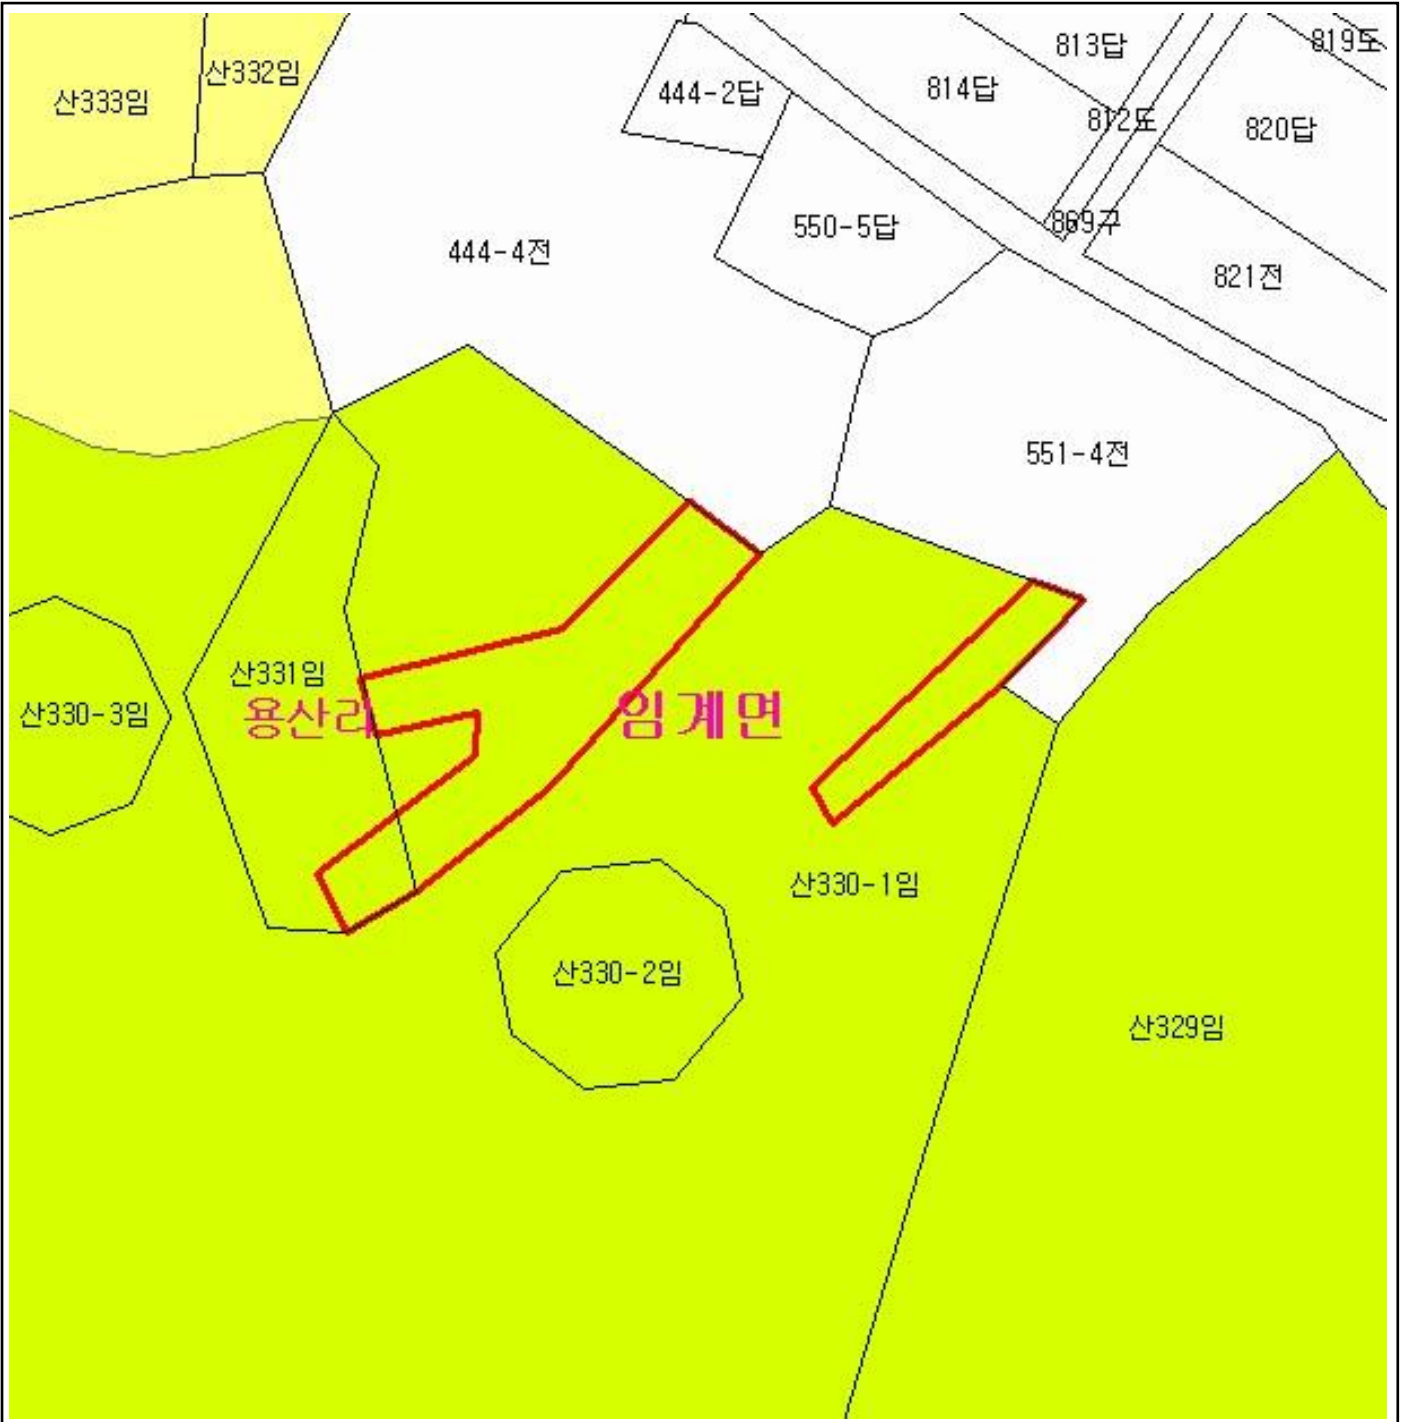 819도
813답
산332임
814답
444-2답
산333임
812도
820답
869구
550-5답
444-4전
821전
551-4전
산331임
산330-3임
용산리
임계면
산330-1임
산330-2임
산329임